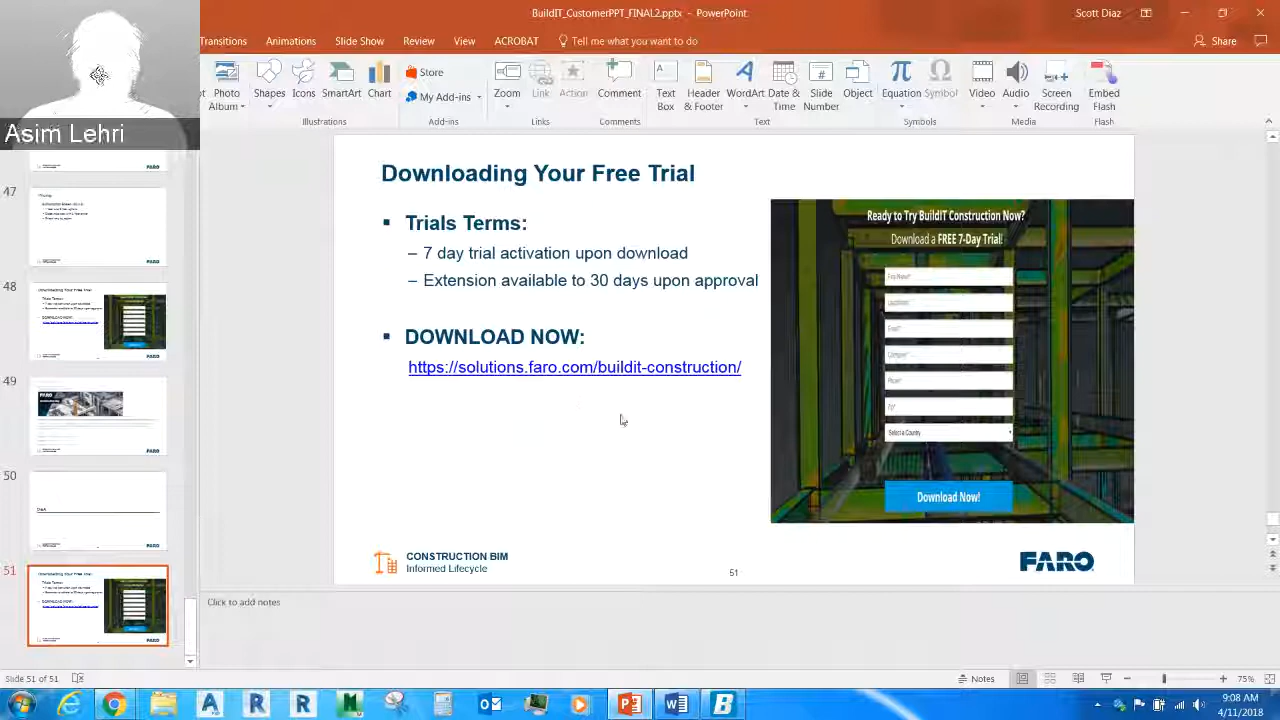 BuildIT_CustomerPPT_FINAL2.pptx - PowerPoint
Scott Diaz
Transitions Animations Slide Show Review View ACROBAT Tell me what you want to do
Share
Photo Album
Shapes
Icons
SmartArt
Chart
Store
My Add-ins
Zoom
Link
Action
Comment
Text Box
Header & Footer
WordArt
Date & Time
Slide Number
Object
Equation
Symbol
Video
Audio
Screen Recording
Embed Flash
Illustrations
Add-ins
Links
Comments
Text
Symbols
Media
Flash
Asim Lehri
47
48
49
50
51
Downloading Your Free Trial
Trials Terms:
– 7 day trial activation upon download
– Extension available to 30 days upon approval
DOWNLOAD NOW:
https://solutions.faro.com/buildit-construction/
Ready to Try BuildIT Construction Now?
Download a FREE 7-Day Trial!
Select a Country
Download Now!
CONSTRUCTION BIM
Informed Lifecycle
51
FARO
Click to add notes
Slide 51 of 51
Notes
75%
9:08 AM
4/11/2018